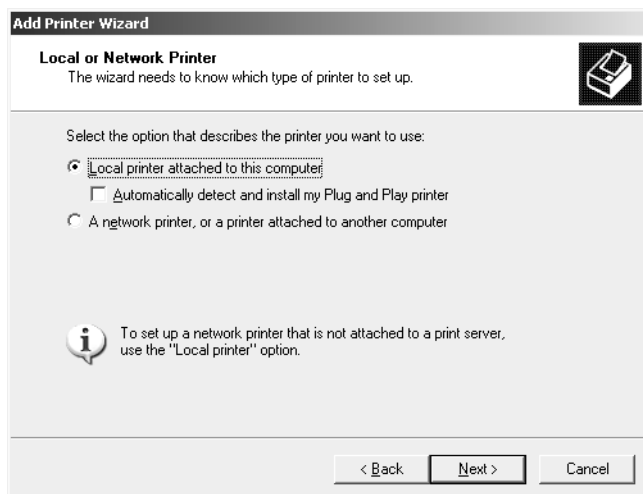 Add Printer Wizard
Local or Network Printer
The wizard needs to know which type of printer to set up.
Select the option that describes the printer you want to use:
Local printer attached to this computer
Automatically detect and install my Plug and Play printer
A network printer, or a printer attached to another computer
To set up a network printer that is not attached to a print server,
use the "Local printer" option.
< Back Next > Cancel